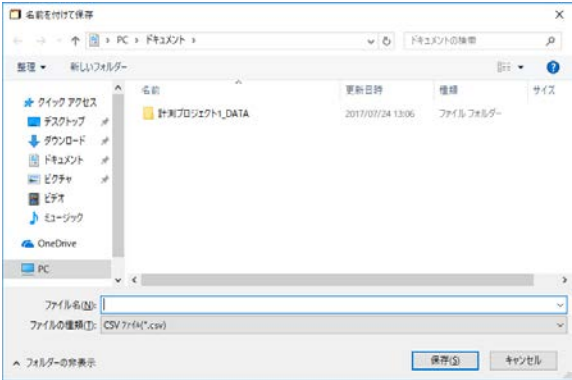 名前を付けて保存
PC › ドキュメント ›
ドキュメントの検索
整理
新しいフォルダー
名前
更新日時
種類
サイズ
クイック アクセス
デスクトップ
ダウンロード
ドキュメント
ピクチャ
ビデオ
ミュージック
OneDrive
PC
計測プロジェクト1_DATA
2017/07/24 13:06
ファイル フォルダー
ファイル名(N):
ファイルの種類(T): CSV ファイル(*.csv)
フォルダーの非表示
保存(S)
キャンセル